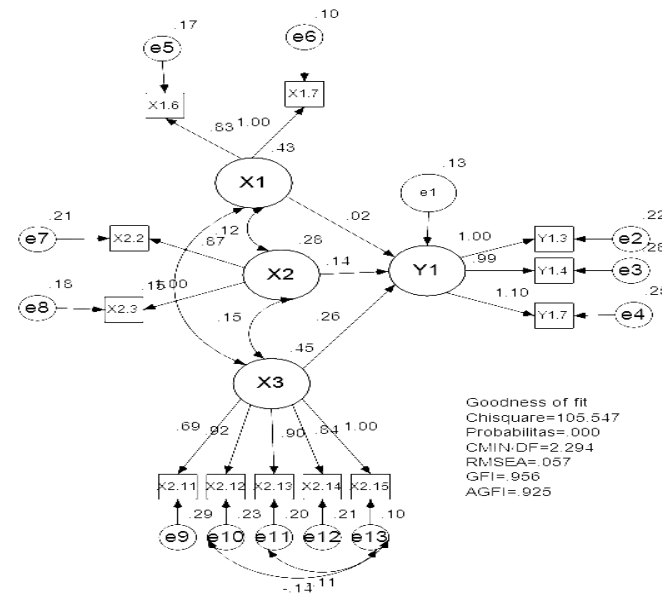 .17
e5
.10
e6
X1.6
X1.7
.83
1.00
.43
X1
.13
e1
.02
.21
e7
X2.2
.87
.12
.28
X2
.14
Y1
1.00
.99
1.10
Y1.3
Y1.4
Y1.7
.22
e2
.28
e3
e4
.18
e8
X2.3
1.00
.15
.26
.45
X3
.69
.92
.90
.84
1.00
X2.11
X2.12
X2.13
X2.14
X2.15
.29
.23
.20
.21
.10
e9
e10
e11
e12
e13
-.14
.11
Goodness of fit
Chisquare=105.547
Probabilitas=.000
CMIN·DF=2.294
RMSEA=.057
GFI=.956
AGFI=.925